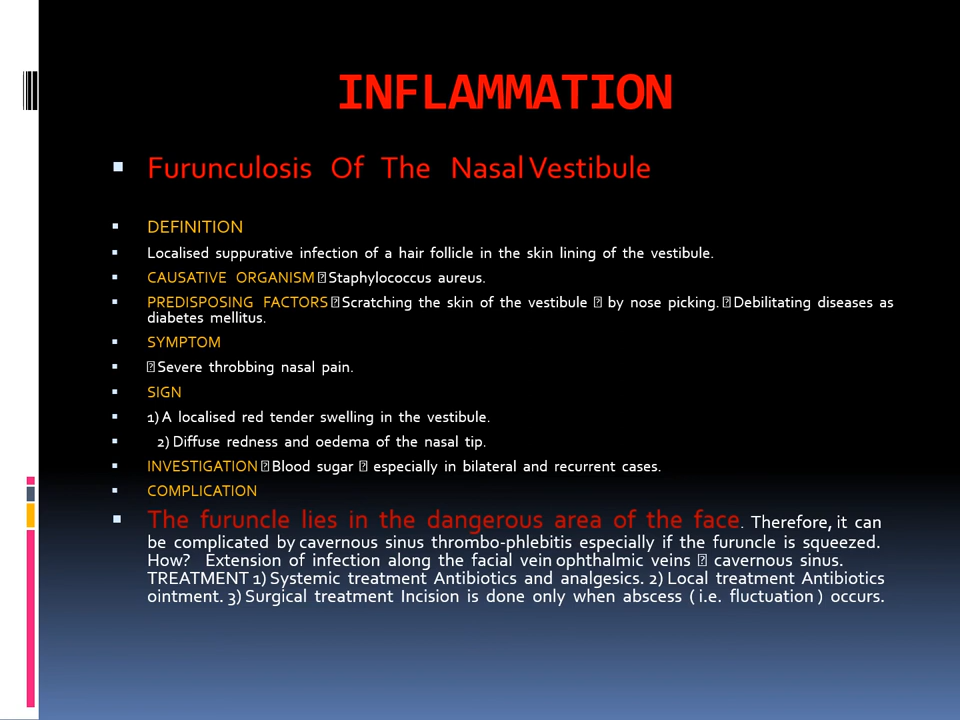 INFLAMMATION
Furunculosis Of The Nasal Vestibule
DEFINITION
Localised suppurative infection of a hair follicle in the skin lining of the vestibule.
CAUSATIVE ORGANISM Staphylococcus aureus.
PREDISPOSING FACTORS Scratching the skin of the vestibule by nose picking. Debilitating diseases as
diabetes mellitus.
SYMPTOM
Severe throbbing nasal pain.
SIGN
1) A localised red tender swelling in the vestibule.
2) Diffuse redness and oedema of the nasal tip.
INVESTIGATION Blood sugar especially in bilateral and recurrent cases.
COMPLICATION
The furuncle lies in the dangerous area of the face. Therefore, it can
be complicated by cavernous sinus thrombo-phlebitis especially if the furuncle is squeezed.
How? Extension of infection along the facial vein ophthalmic veins cavernous sinus.
TREATMENT 1) Systemic treatment Antibiotics and analgesics. 2) Local treatment Antibiotics
ointment. 3) Surgical treatment Incision is done only when abscess ( i.e. fluctuation ) occurs.